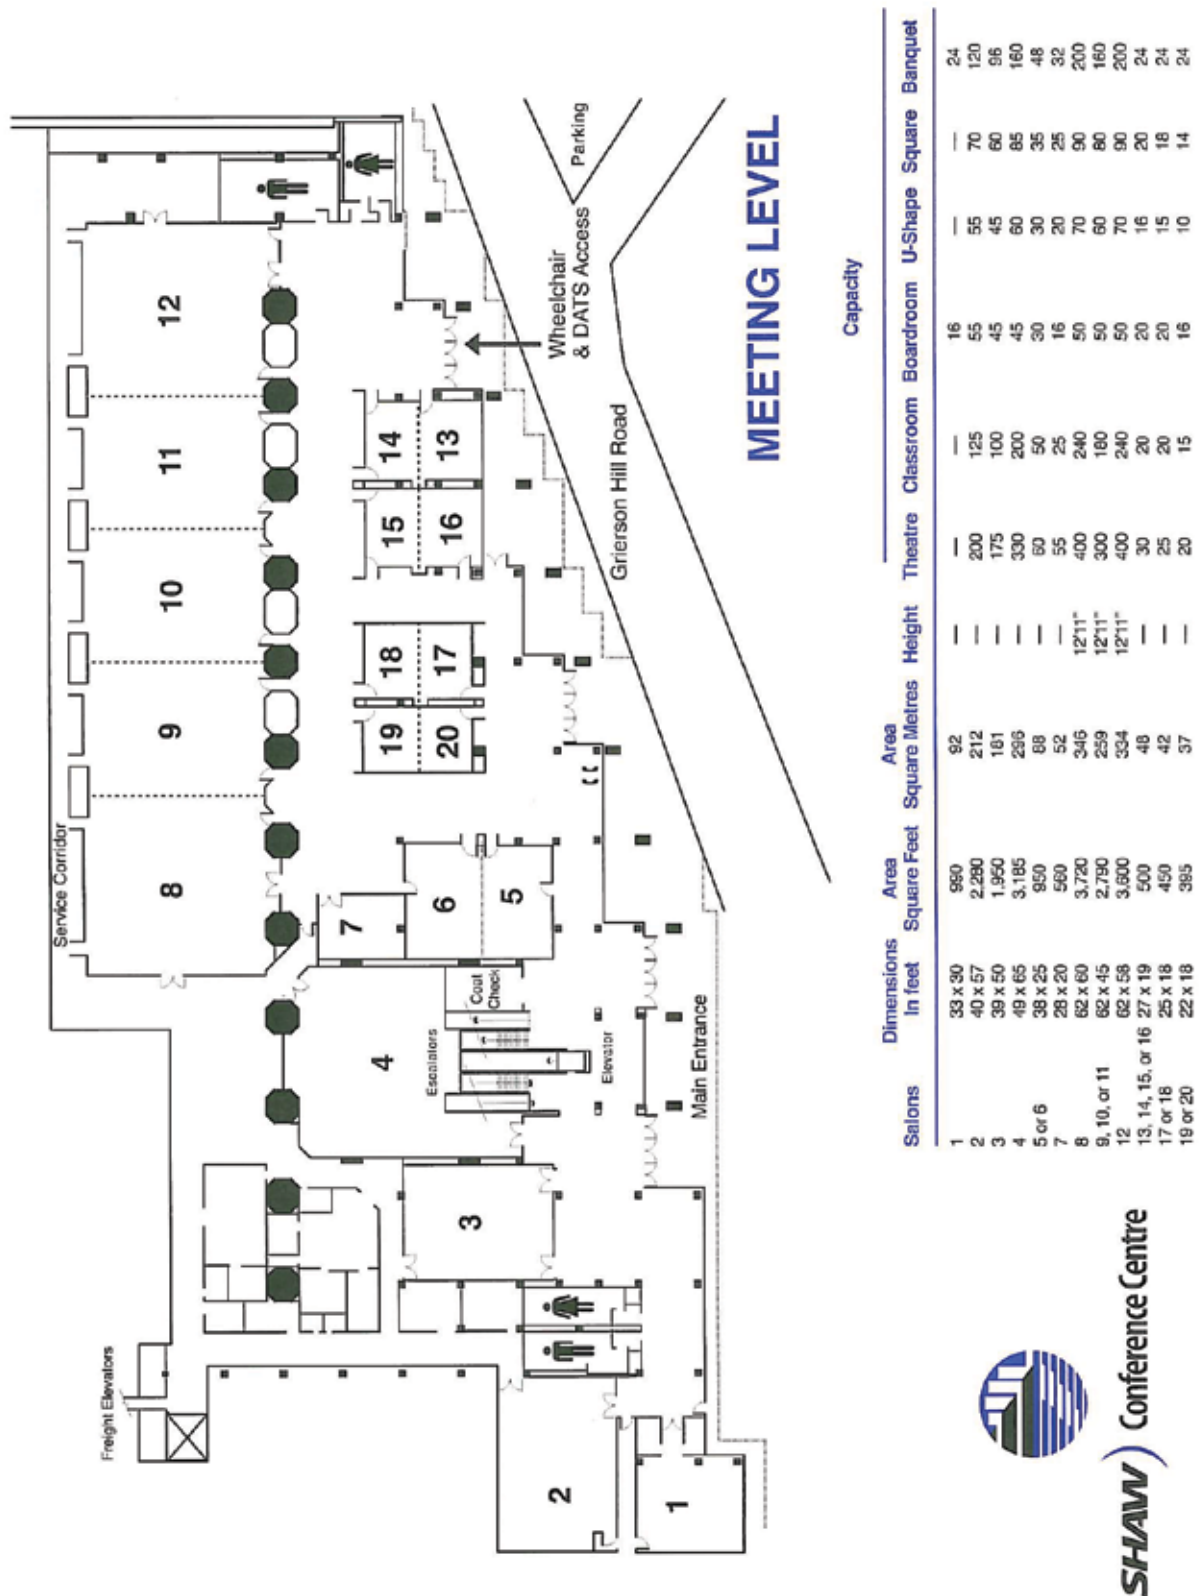 Freight Elevators
Service Corridor
8
9
10
11
12
7
6
5
4
3
2
1
19
18
20
17
15
14
16
13
Escalators
Coat
Check
Elevator
Main Entrance
Grierson Hill Road
Wheelchair
& DATS Access
Parking
MEETING LEVEL
SHAW Conference Centre
Capacity
Dimensions Area Area
Salons In feet Square Feet Square Metres Height Theatre Classroom Boardroom U-Shape Square Banquet
1 33 x 30 990 92 — — — 16 — — 24
2 40 x 57 2,280 212 — 200 125 55 55 70 120
3 39 x 50 1,950 181 — 175 100 45 45 60 96
4 49 x 65 3,185 296 — 330 200 45 60 85 160
5 or 6 38 x 25 950 88 — 60 50 30 30 35 48
7 28 x 20 560 52 — 55 25 16 20 25 32
8 62 x 60 3,720 346 12'11" 400 240 50 70 90 200
9, 10, or 11 62 x 45 2,790 259 12'11" 300 180 50 60 80 160
12 62 x 58 3,600 334 12'11" 400 240 50 70 90 200
13, 14, 15, or 16 27 x 19 500 48 — 30 20 20 16 20 24
17 or 18 25 x 18 450 42 — 25 20 20 15 18 24
19 or 20 22 x 18 395 37 — 20 15 16 10 14 24